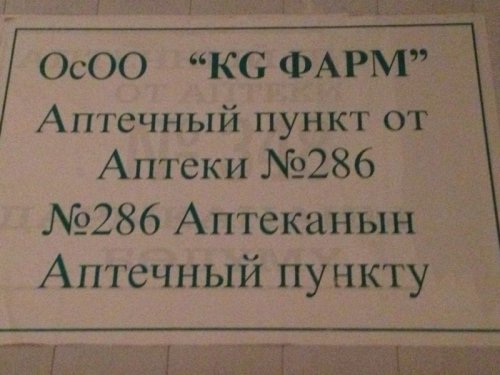 ОсОО "KG ФАРМ"
Аптечный пункт от
Аптеки №286
№286 Аптеканын
Аптечный пункту